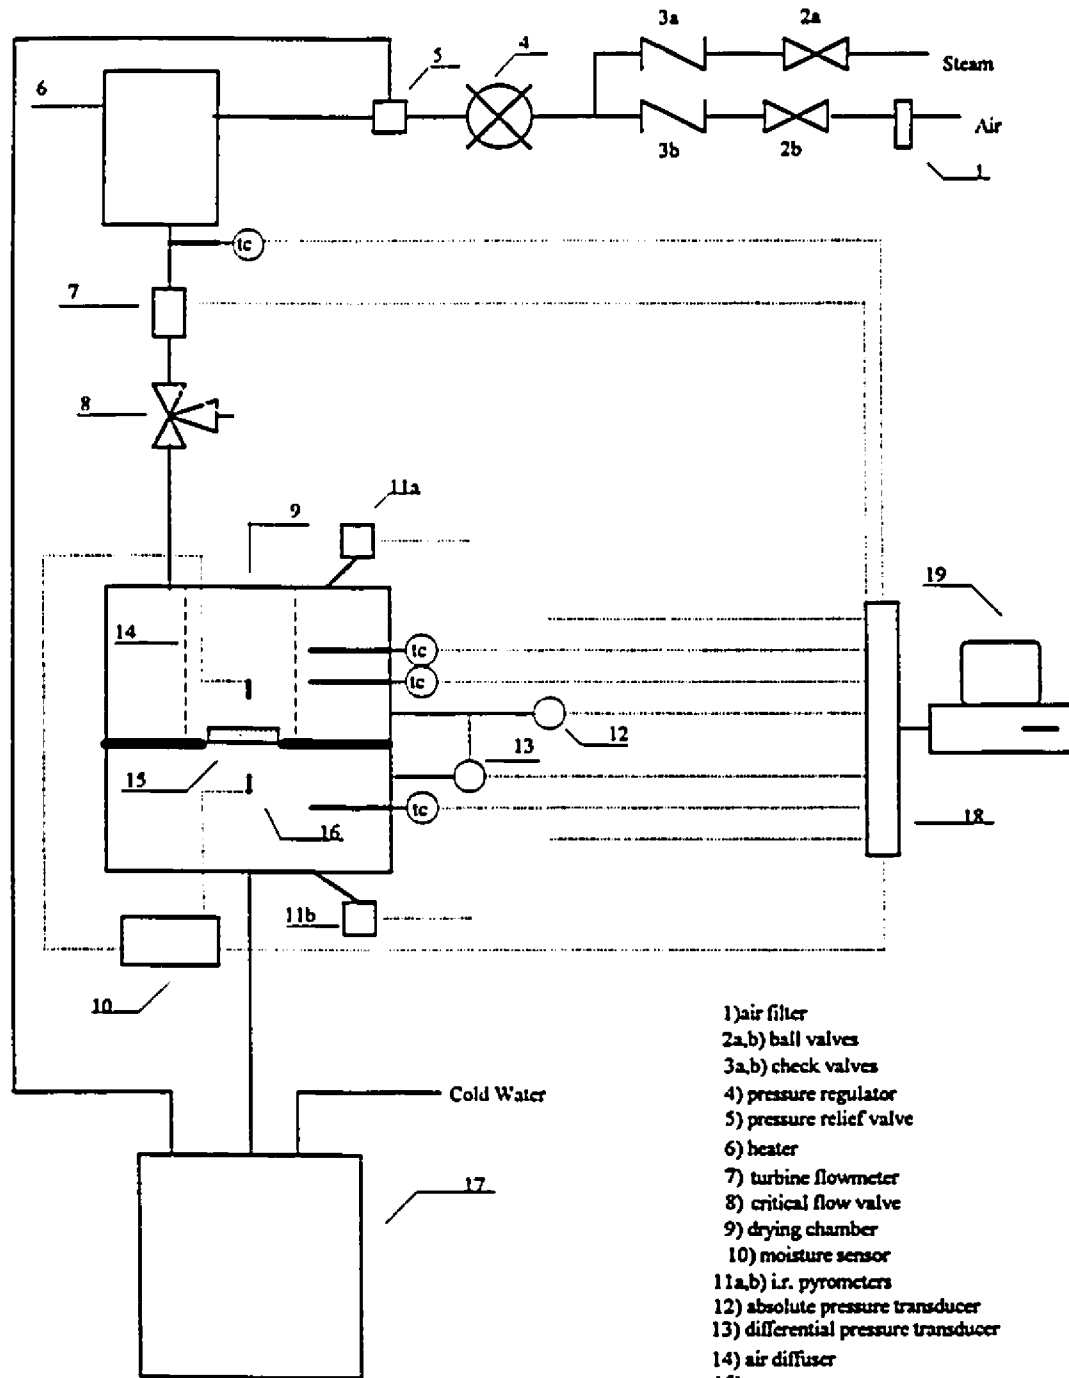 3a
2a
4
5
Steam
6
Air
3b
2b
1
tc
7
8
11a
9
19
14
tc
tc
12
13
15
tc
16
18
11b
10
1)air filter
2a,b) ball valves
3a,b) check valves
Cold Water
4) pressure regulator
5) pressure relief valve
6) heater
7) turbine flowmeter
17
8) critical flow valve
9) drying chamber
10) moisture sensor
11a,b) i.r. pyrometers
12) absolute pressure transducer
13) differential pressure transducer
14) air diffuser